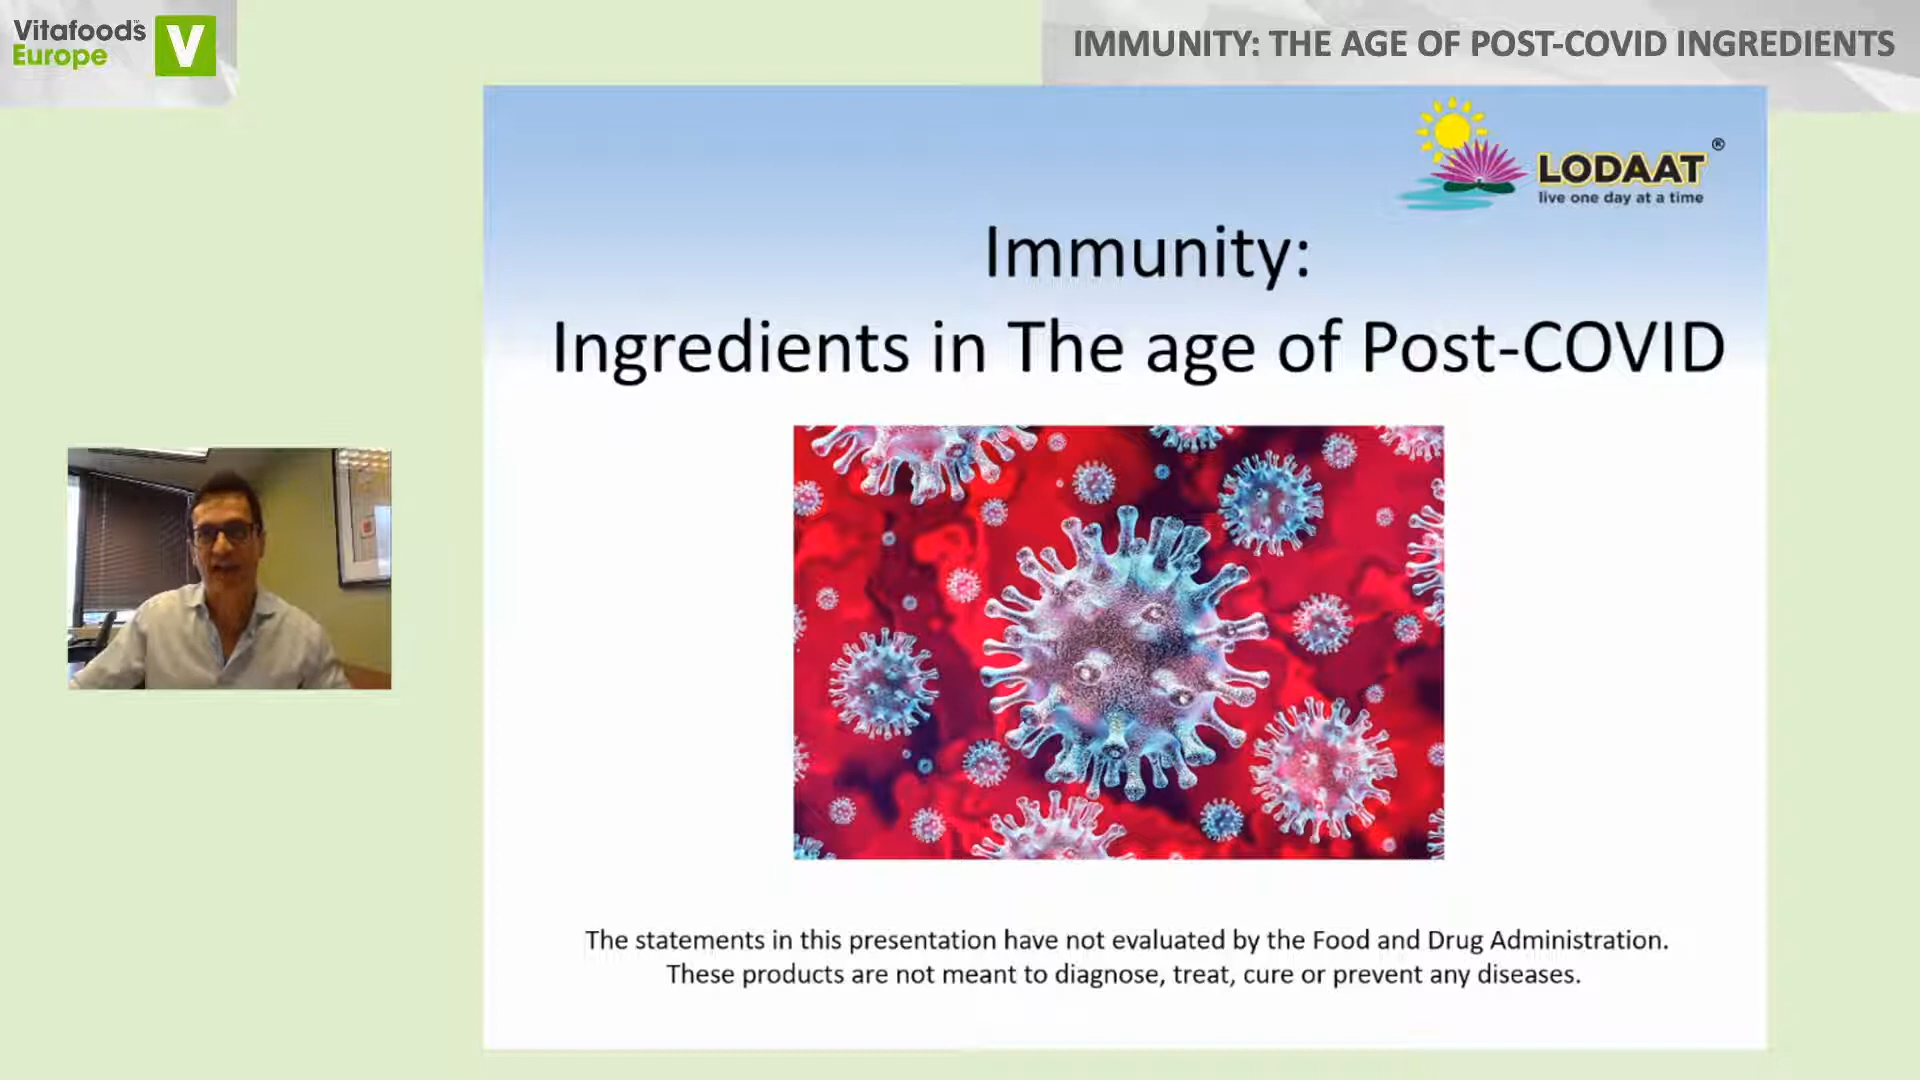 Vitafoods™
Europe
V
IMMUNITY: THE AGE OF POST-COVID INGREDIENTS
LODAAT®
live one day at a time
Immunity:
Ingredients in The age of Post-COVID
The statements in this presentation have not evaluated by the Food and Drug Administration.
These products are not meant to diagnose, treat, cure or prevent any diseases.